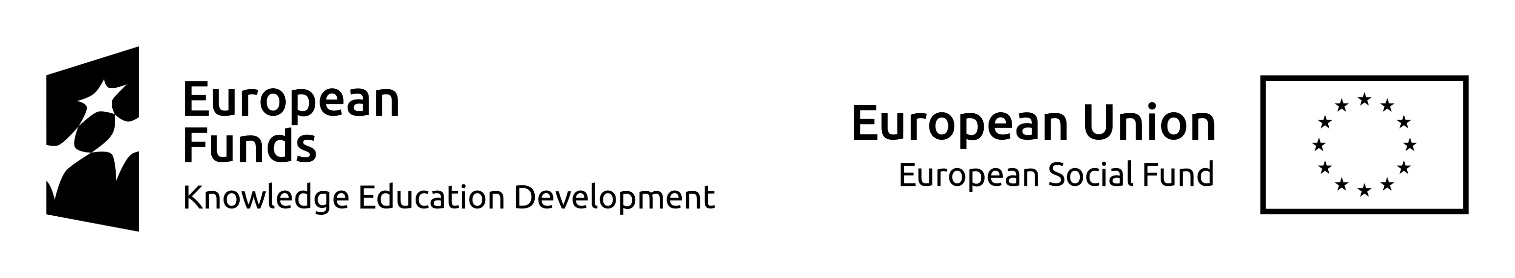 European
Funds
Knowledge Education Development
European Union
European Social Fund